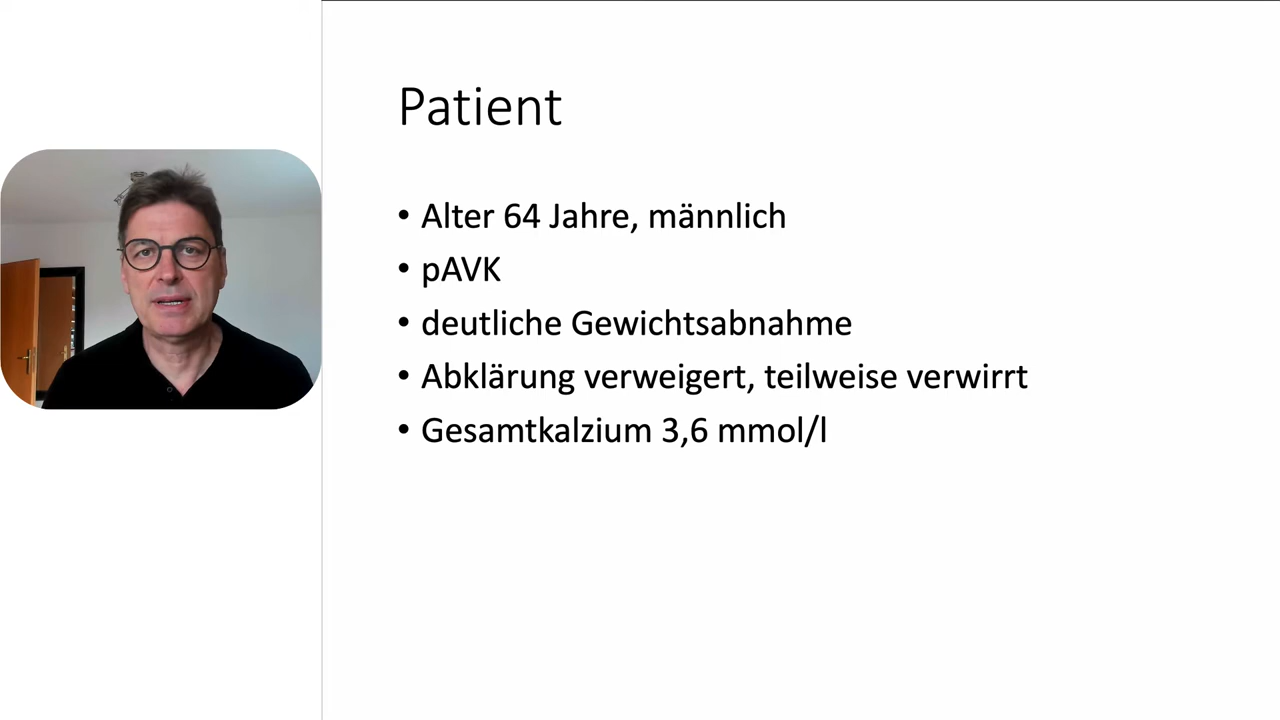 Patient
• Alter 64 Jahre, männlich
• pAVK
• deutliche Gewichtsabnahme
• Abklärung verweigert, teilweise verwirrt
• Gesamtkalzium 3,6 mmol/l